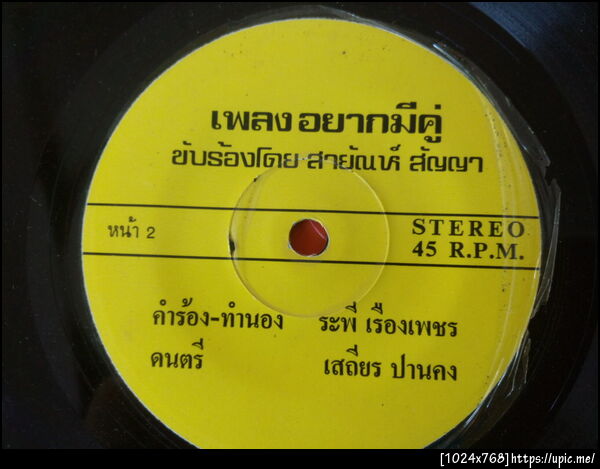 เพลง อยากมีคู่
ขับร้องโดย สายัณห์ สัญญา
หน้า 2
STEREO
45 R.P.M.
คำร้อง-ทำนอง ระพี เรืองเพชร
ดนตรี เสถียร ปานคง
[1024x768]https://upic.me/